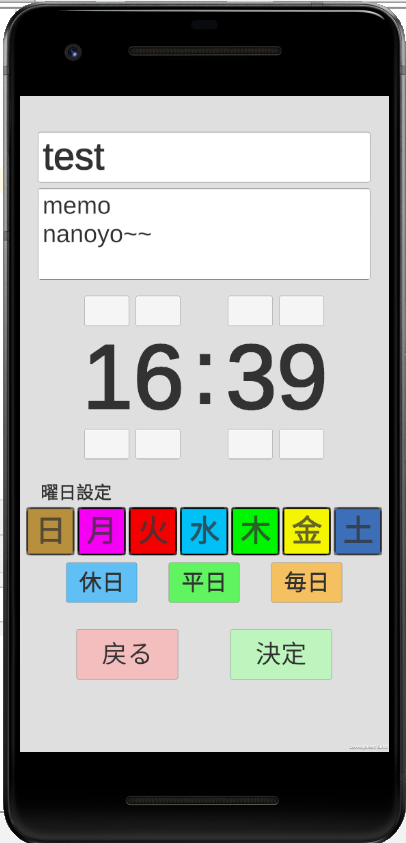 test
memo
nanoyo~~
16:39
曜日設定
日 月 火 水 木 金 土
休日 平日 毎日
戻る 決定